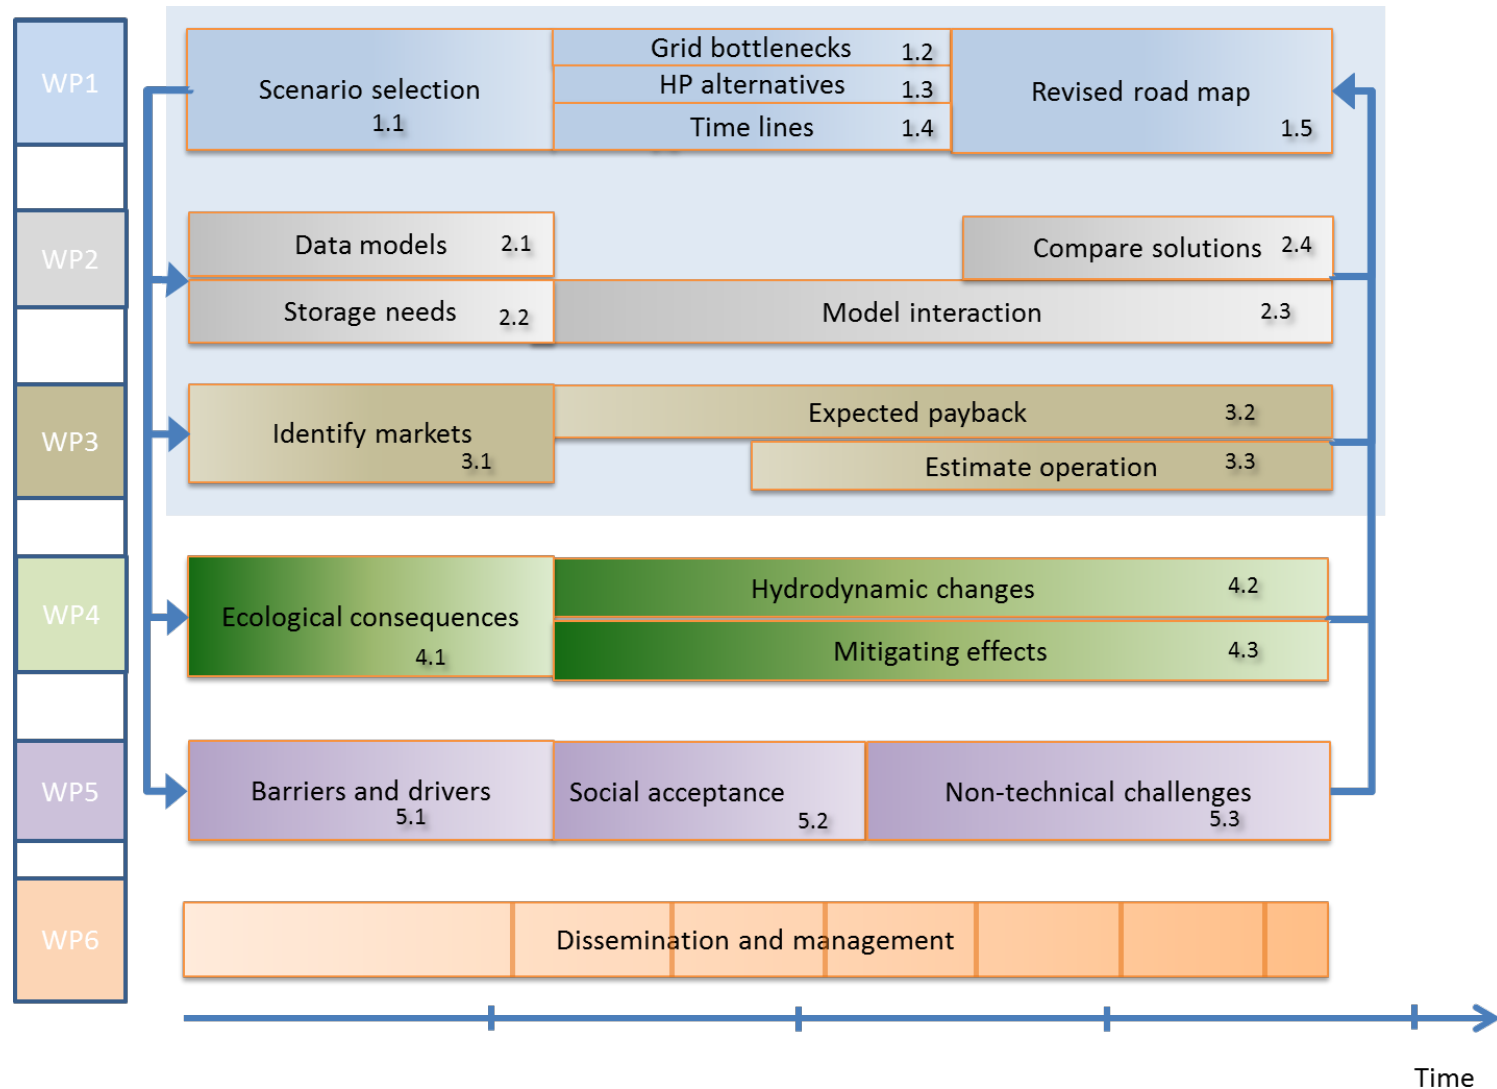 WP1
Scenario selection
1.1
Grid bottlenecks 1.2
HP alternatives 1.3
Time lines 1.4
Revised road map
1.5
WP2
Data models 2.1
Storage needs 2.2
Compare solutions 2.4
Model interaction 2.3
WP3
Identify markets
3.1
Expected payback 3.2
Estimate operation 3.3
WP4
Ecological consequences
4.1
Hydrodynamic changes 4.2
Mitigating effects 4.3
WP5
Barriers and drivers
5.1
Social acceptance
5.2
Non-technical challenges
5.3
WP6
Dissemination and management
Time